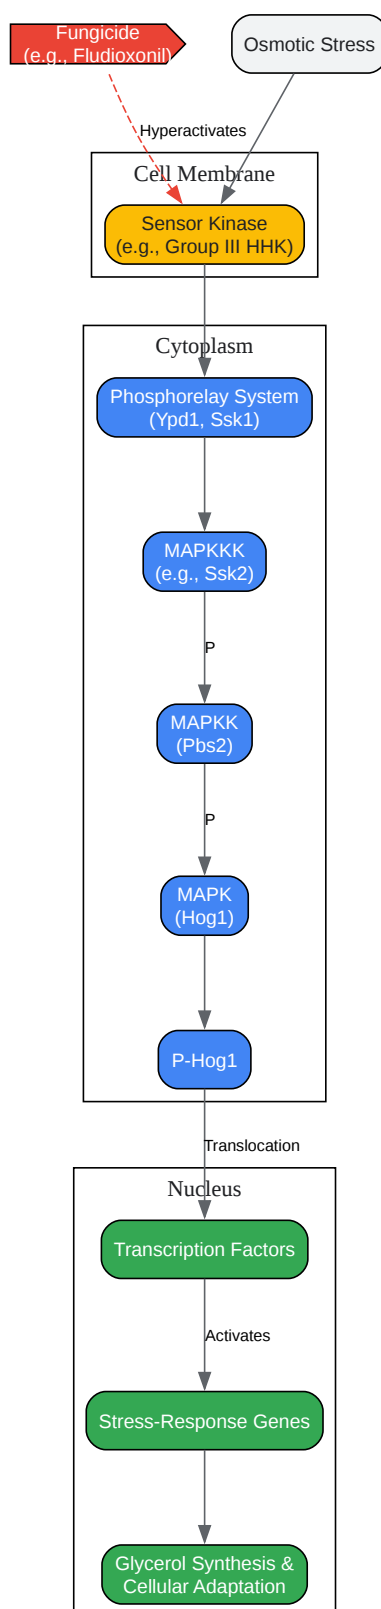 Fungicide
(e.g., Fludioxonil)
Osmotic Stress
Hyperactivates
Cell Membrane
Sensor Kinase
(e.g., Group III HHK)
Cytoplasm
Phosphorelay System
(Ypd1, Ssk1)
MAPKKK
(e.g., Ssk2)
P
MAPKK
(Pbs2)
P
MAPK
(Hog1)
P-Hog1
Translocation
Nucleus
Transcription Factors
Activates
Stress-Response Genes
Glycerol Synthesis &
Cellular Adaptation